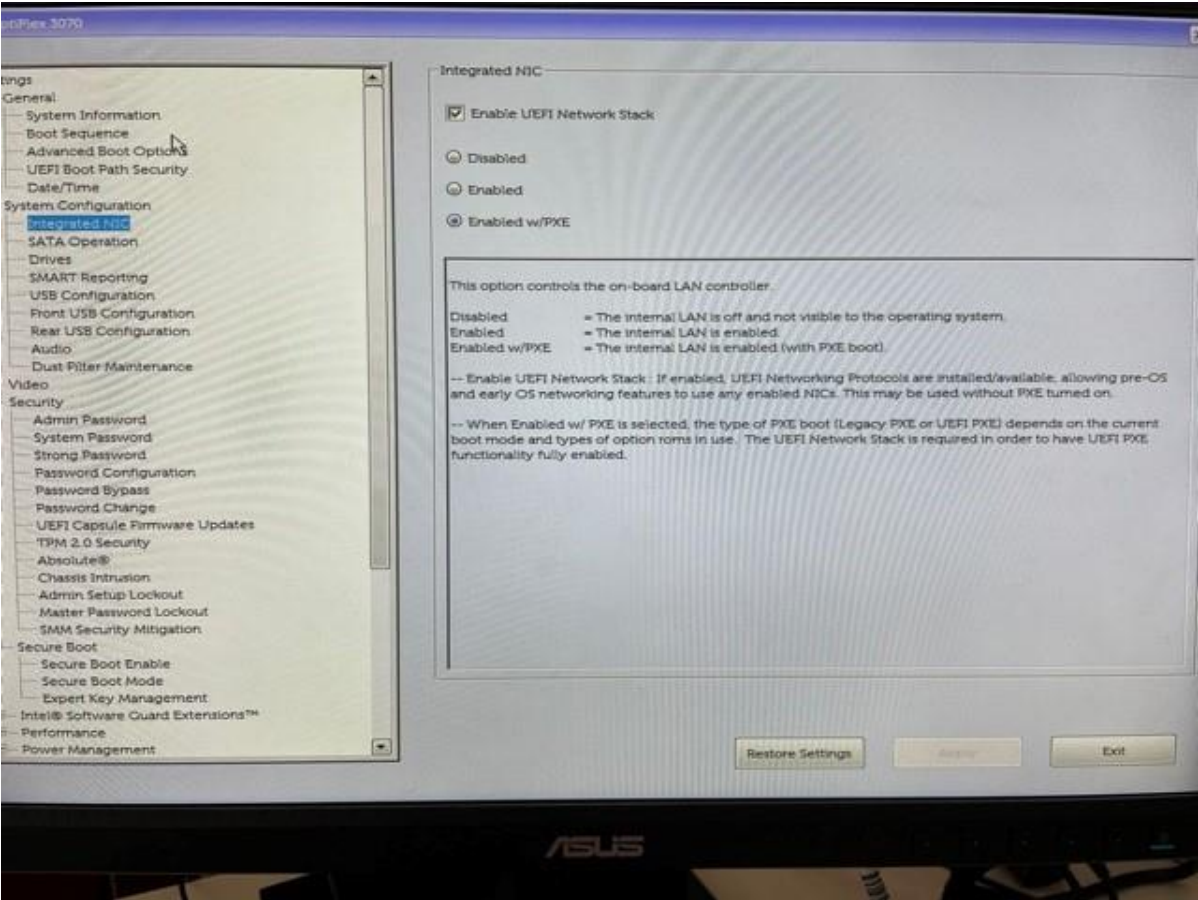 OptiPlex 3070
tings
General
System Information
Boot Sequence
Advanced Boot Options
UEFI Boot Path Security
Date/Time
System Configuration
Integrated NIC
SATA Operation
Drives
SMART Reporting
USB Configuration
Front USB Configuration
Rear USB Configuration
Audio
Dust Filter Maintenance
Video
Security
Admin Password
System Password
Strong Password
Password Configuration
Password Bypass
Password Change
UEFI Capsule Firmware Updates
TPM 2.0 Security
Absolute®
Chassis Intrusion
Admin Setup Lockout
Master Password Lockout
SMM Security Mitigation
Secure Boot
Secure Boot Enable
Secure Boot Mode
Expert Key Management
Intel® Software Guard Extensions™
Performance
Power Management
Integrated NIC
Enable UEFI Network Stack
Disabled
Enabled
Enabled w/PXE
This option controls the on-board LAN controller.
Disabled = The internal LAN is off and not visible to the operating system.
Enabled = The internal LAN is enabled.
Enabled w/PXE = The internal LAN is enabled (with PXE boot).
-- Enable UEFI Network Stack : If enabled, UEFI Networking Protocols are installed/available, allowing pre-OS
and early OS networking features to use any enabled NICs. This may be used without PXE turned on.
-- When Enabled w/ PXE is selected, the type of PXE boot (Legacy PXE or UEFI PXE) depends on the current
boot mode and types of option roms in use. The UEFI Network Stack is required in order to have UEFI PXE
functionality fully enabled.
Restore Settings
Exit
ASUS